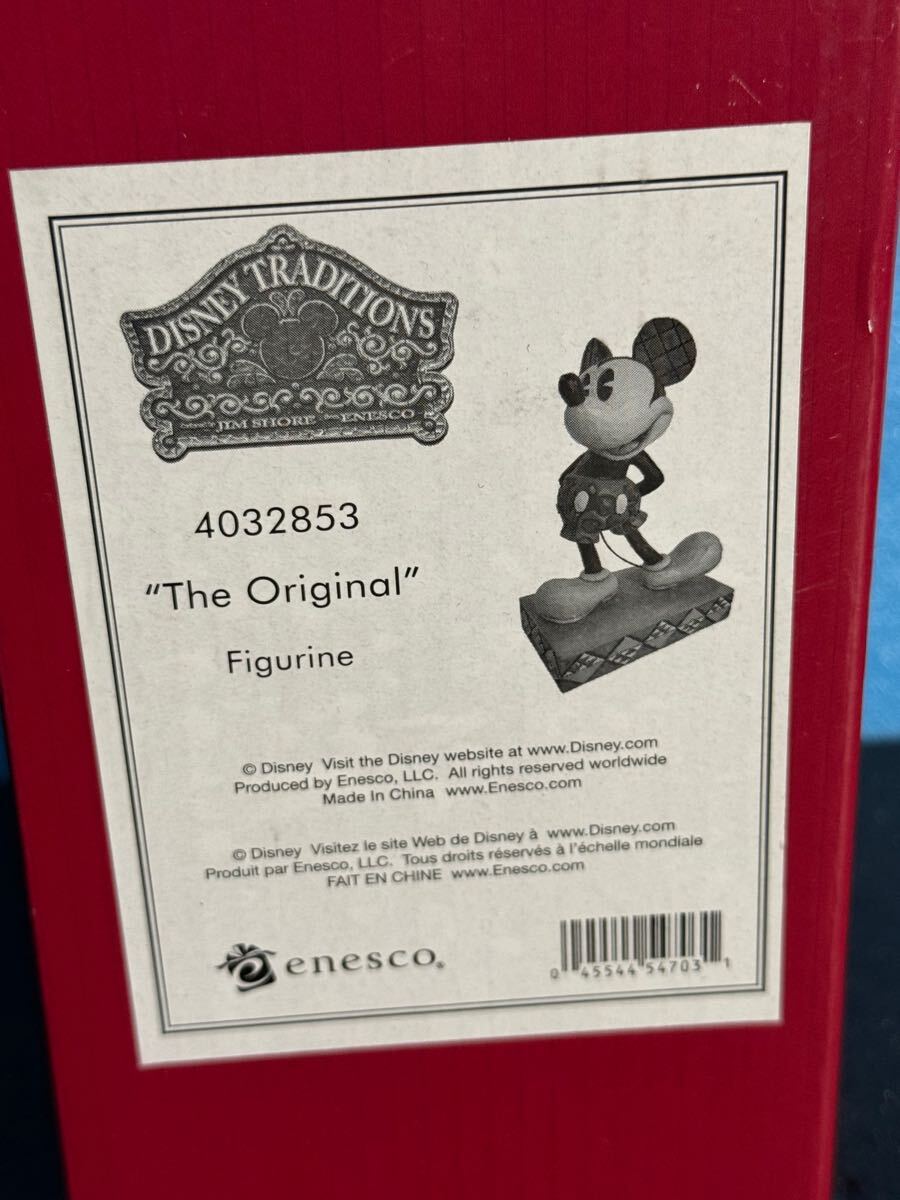 DISNEY TRADITIONS
JIM SHORE
ENESCO
4032853
“The Original”
Figurine
© Disney Visit the Disney website at www.Disney.com
Produced by Enesco, LLC. All rights reserved worldwide
Made In China www.Enesco.com
© Disney Visitez le site Web de Disney à www.Disney.com
Produit par Enesco, LLC. Tous droits réservés à l'échelle mondiale
FAIT EN CHINE www.Enesco.com
enesco®
0 45544 54703 1